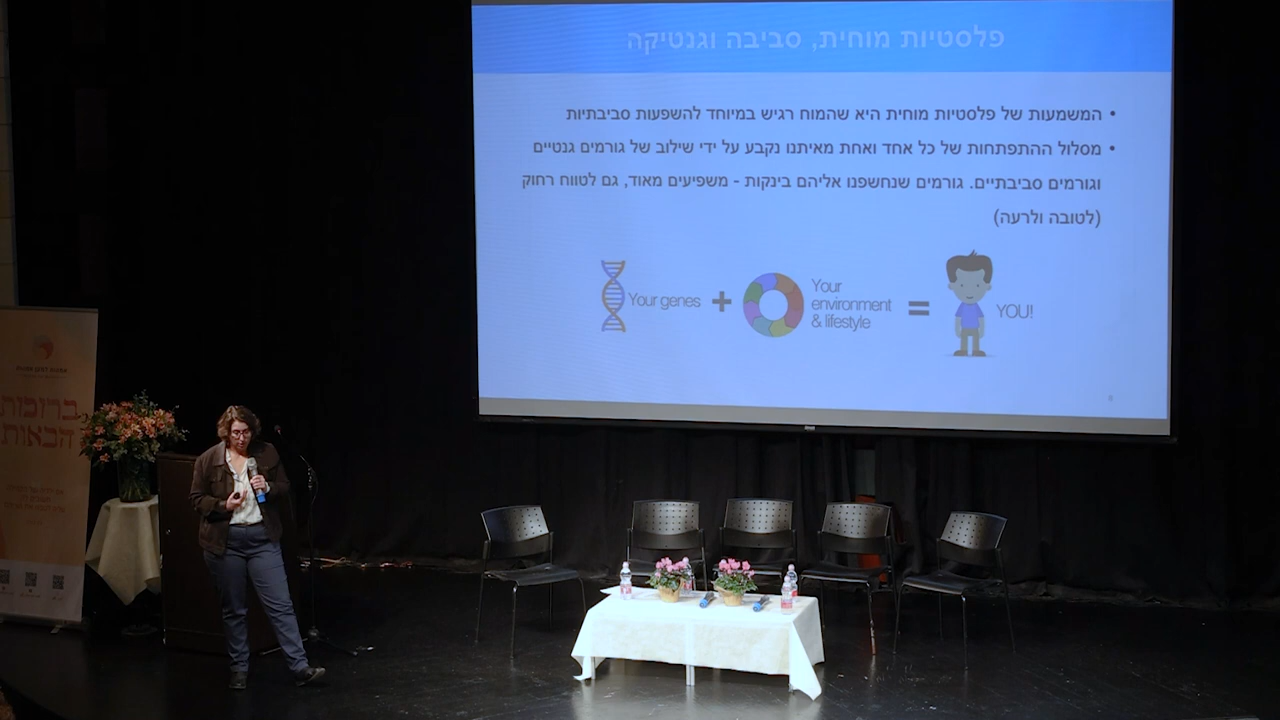 פלסטיות מוחית, סביבה וגנטיקה
• המשמעות של פלסטיות מוחית היא שהמוח רגיש במיוחד להשפעות סביבתיות
• מסלול ההתפתחות של כל אחד ואחת מאיתנו נקבע על ידי שילוב של גורמים גנטיים
וגורמים סביבתיים. גורמים שנחשפנו אליהם בינקות - משפיעים מאוד, גם לטווח רחוק
(לטובה ולרעה)
Your genes + Your
environment
& lifestyle = YOU!
ברוכות
הבאות